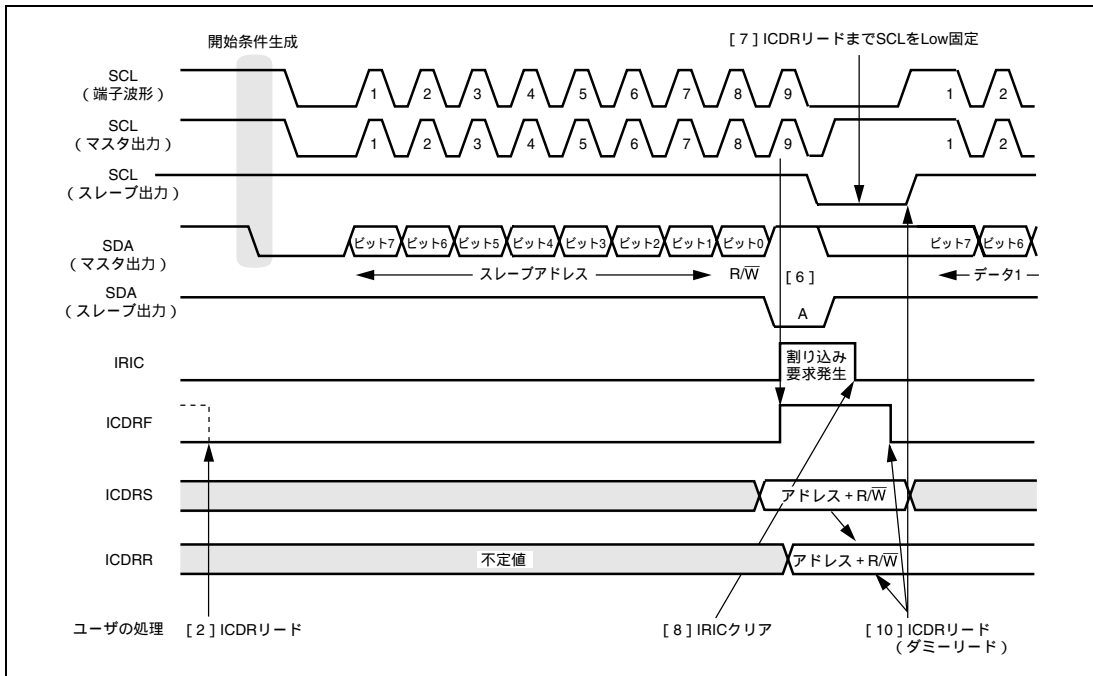 開始条件生成
[ 7 ] ICDRリードまでSCLをLow固定
SCL
( 端子波形 )
1 2 3 4 5 6 7 8 9 1 2
SCL
( マスタ出力 )
1 2 3 4 5 6 7 8 9 1 2
SCL
( スレーブ出力 )
SDA
( マスタ出力 )
ビット7 ビット6 ビット5 ビット4 ビット3 ビット2 ビット1 ビット0 ビット7 ビット6
スレーブアドレス R/W̅ [ 6 ] データ1
SDA
( スレーブ出力 )
A
IRIC
割り込み
要求発生
ICDRF
ICDRS
アドレス + R/W̅
ICDRR
不定値
アドレス + R/W̅
ユーザの処理
[ 2 ] ICDRリード
[ 8 ] IRICクリア
[ 10 ] ICDRリード
( ダミーリード )